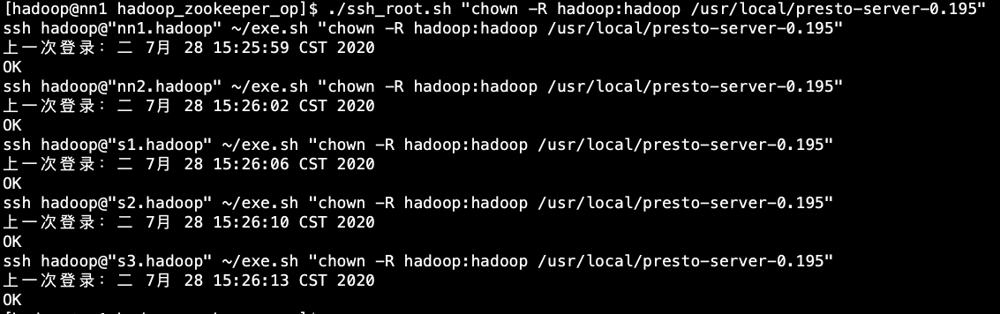 [hadoop@nn1 hadoop_zookeeper_op]$ ./ssh_root.sh "chown -R hadoop:hadoop /usr/local/presto-server-0.195"
ssh hadoop@"nn1.hadoop" ~/exe.sh "chown -R hadoop:hadoop /usr/local/presto-server-0.195"
上一次登录：二 7月 28 15:25:59 CST 2020
OK
ssh hadoop@"nn2.hadoop" ~/exe.sh "chown -R hadoop:hadoop /usr/local/presto-server-0.195"
上一次登录：二 7月 28 15:26:02 CST 2020
OK
ssh hadoop@"s1.hadoop" ~/exe.sh "chown -R hadoop:hadoop /usr/local/presto-server-0.195"
上一次登录：二 7月 28 15:26:06 CST 2020
OK
ssh hadoop@"s2.hadoop" ~/exe.sh "chown -R hadoop:hadoop /usr/local/presto-server-0.195"
上一次登录：二 7月 28 15:26:10 CST 2020
OK
ssh hadoop@"s3.hadoop" ~/exe.sh "chown -R hadoop:hadoop /usr/local/presto-server-0.195"
上一次登录：二 7月 28 15:26:13 CST 2020
OK